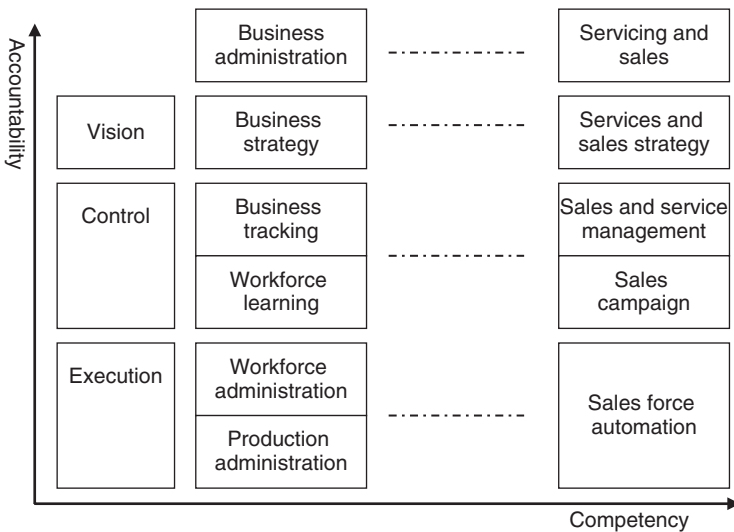 Accountability
Business
administration
Servicing and
sales
Vision
Business
strategy
Services and
sales strategy
Control
Business
tracking
Sales and service
management
Workforce
learning
Sales
campaign
Execution
Workforce
administration
Sales force
automation
Production
administration
Competency